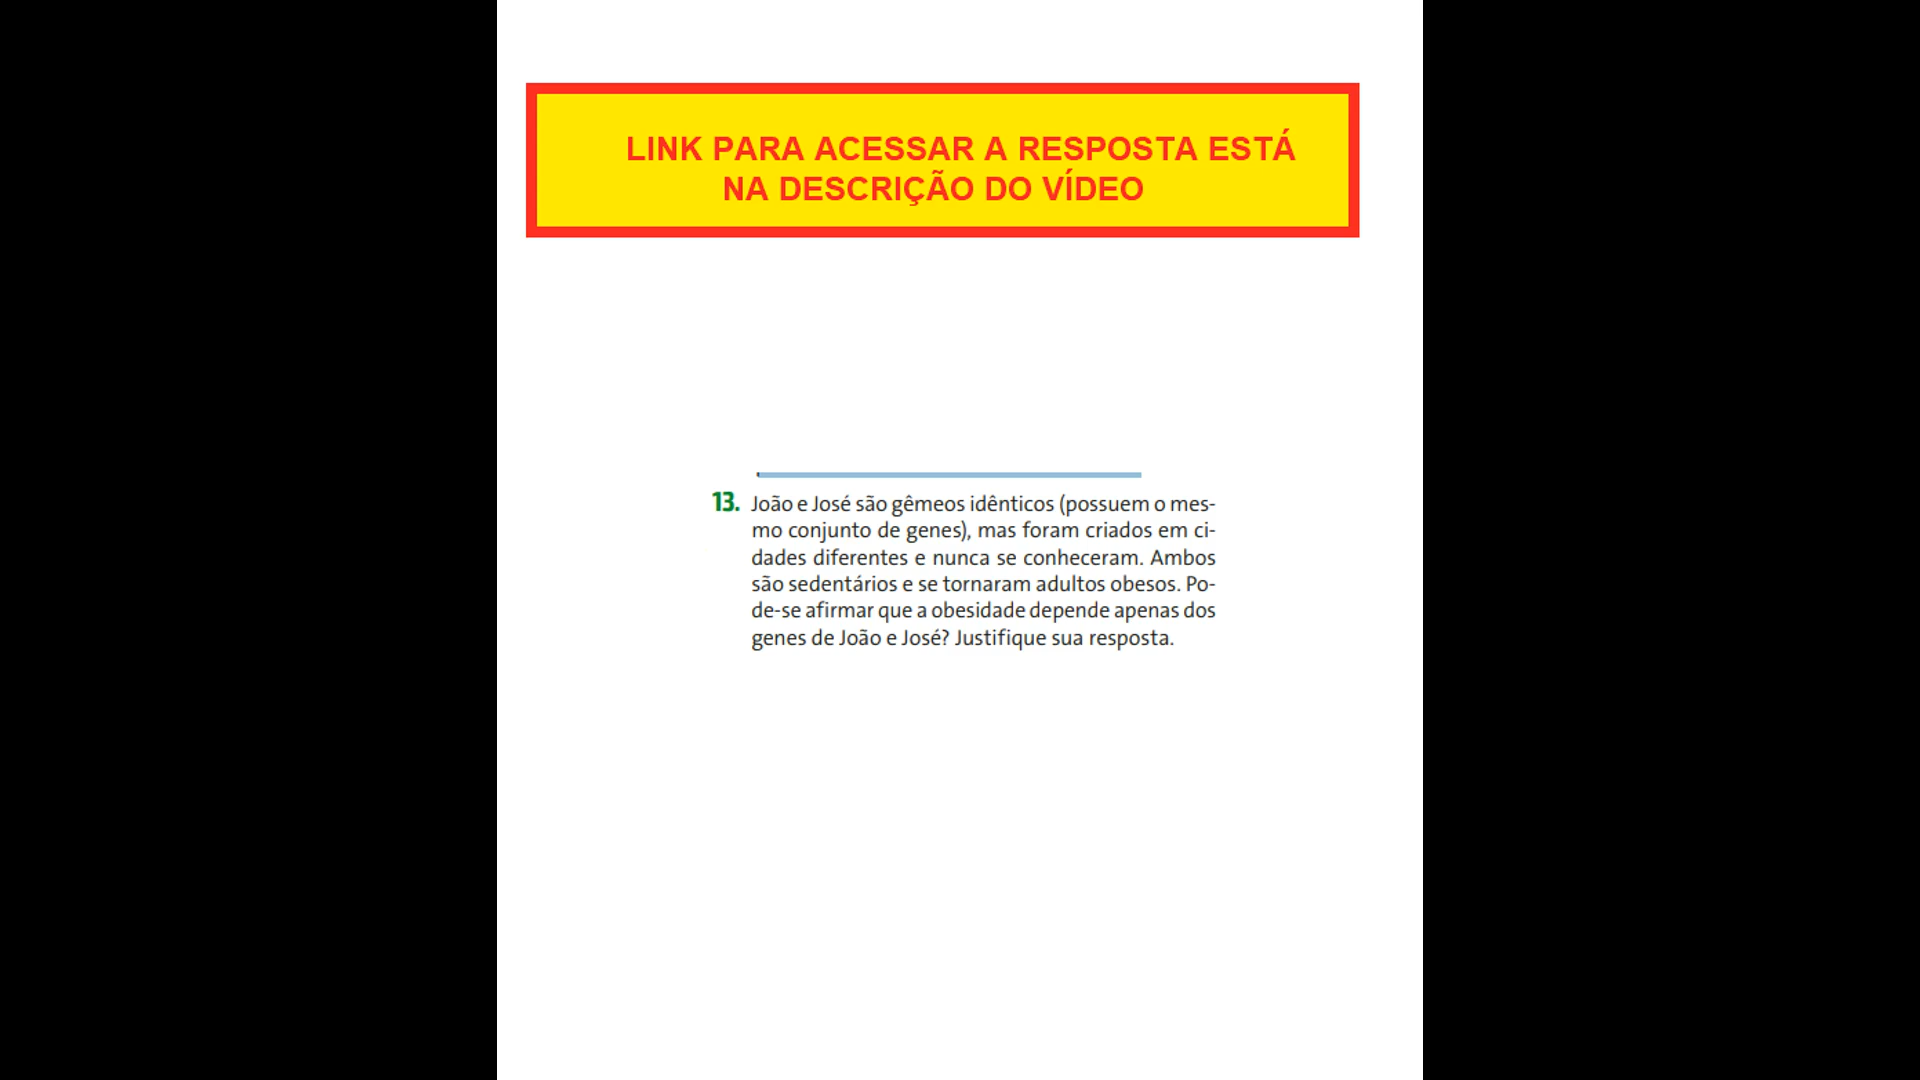 LINK PARA ACESSAR A RESPOSTA ESTÁ
NA DESCRIÇÃO DO VÍDEO
13. João e José são gêmeos idênticos (possuem o mes-
mo conjunto de genes), mas foram criados em ci-
dades diferentes e nunca se conheceram. Ambos
são sedentários e se tornaram adultos obesos. Po-
de-se afirmar que a obesidade depende apenas dos
genes de João e José? Justifique sua resposta.